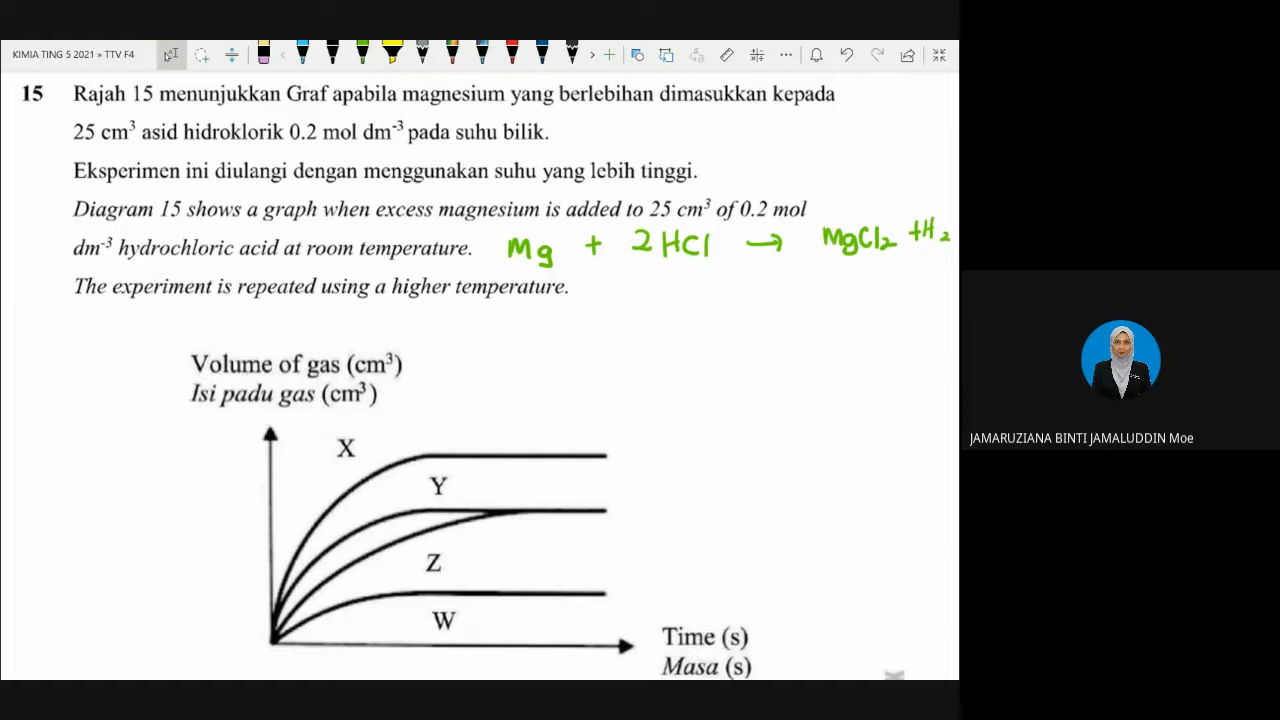 KIMIA TING 5 2021 » TTV F4
15 Rajah 15 menunjukkan Graf apabila magnesium yang berlebihan dimasukkan kepada
25 cm³ asid hidroklorik 0.2 mol dm⁻³ pada suhu bilik.
Eksperimen ini diulangi dengan menggunakan suhu yang lebih tinggi.
Diagram 15 shows a graph when excess magnesium is added to 25 cm³ of 0.2 mol
dm⁻³ hydrochloric acid at room temperature.
Mg + 2HCl → MgCl₂ + H₂
The experiment is repeated using a higher temperature.
Volume of gas (cm³)
Isi padu gas (cm³)
X
Y
Z
W
Time (s)
Masa (s)
JAMARUZIANA BINTI JAMALUDDIN Moe